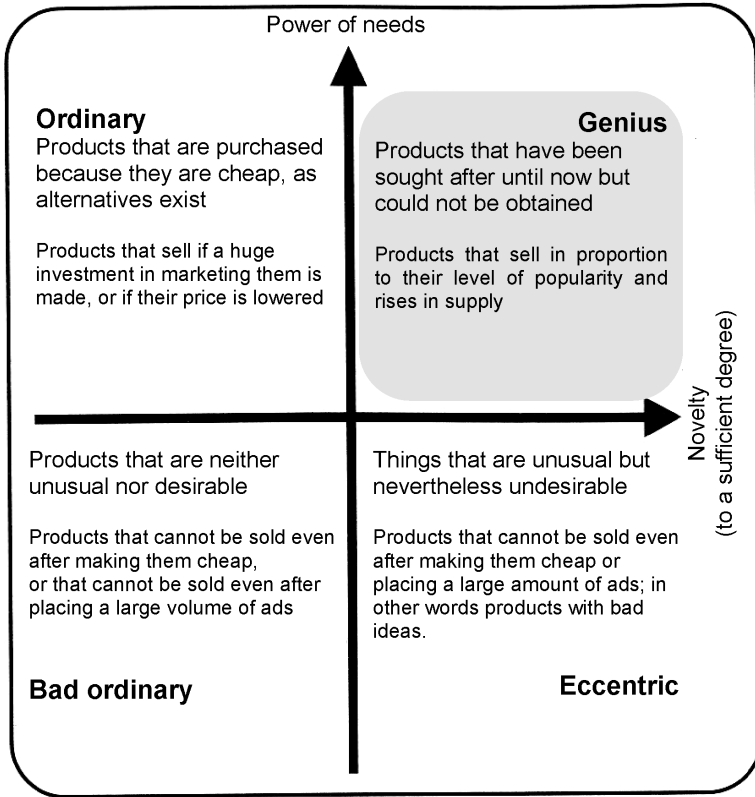 Power of needs
Ordinary
Products that are purchased
because they are cheap, as
alternatives exist
Products that sell if a huge
investment in marketing them is
made, or if their price is lowered
Genius
Products that have been
sought after until now but
could not be obtained
Products that sell in proportion
to their level of popularity and
rises in supply
Novelty
(to a sufficient degree)
Products that are neither
unusual nor desirable
Products that cannot be sold even
after making them cheap,
or that cannot be sold even after
placing a large volume of ads
Bad ordinary
Things that are unusual but
nevertheless undesirable
Products that cannot be sold even
after making them cheap or
placing a large amount of ads; in
other words products with bad
ideas.
Eccentric